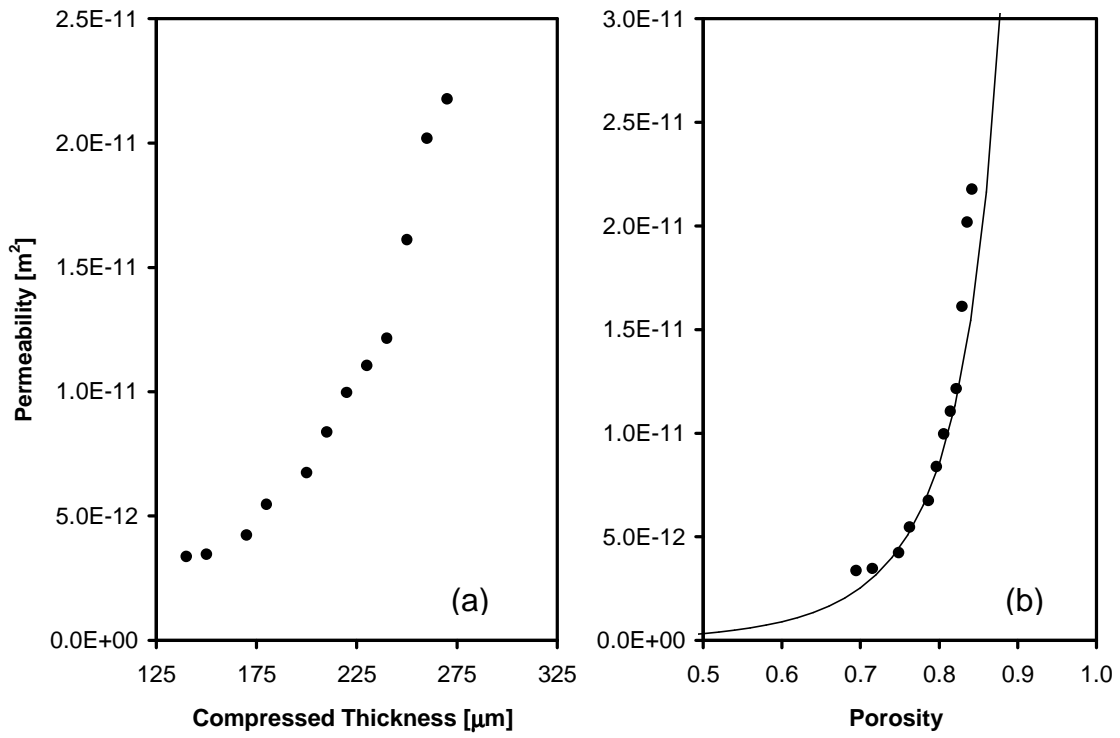 2.5E-11
2.0E-11
1.5E-11
1.0E-11
5.0E-12
0.0E+00
Permeability [m²]
125 175 225 275 325
Compressed Thickness [μm]
(a)
3.0E-11
2.5E-11
2.0E-11
1.5E-11
1.0E-11
5.0E-12
0.0E+00
0.5 0.6 0.7 0.8 0.9 1.0
Porosity
(b)